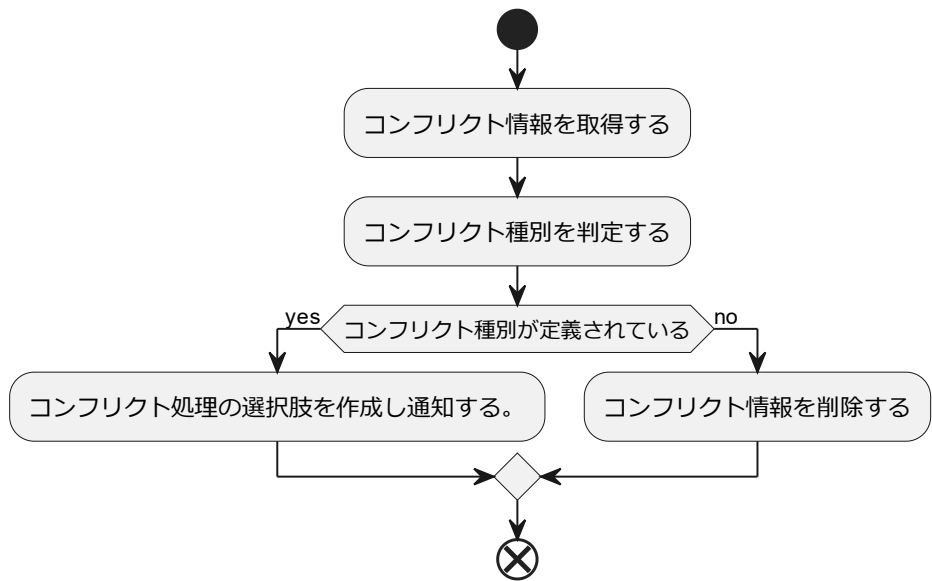 コンフリクト情報を取得する
コンフリクト種別を判定する
yes
コンフリクト種別が定義されている
no
コンフリクト処理の選択肢を作成し通知する。
コンフリクト情報を削除する